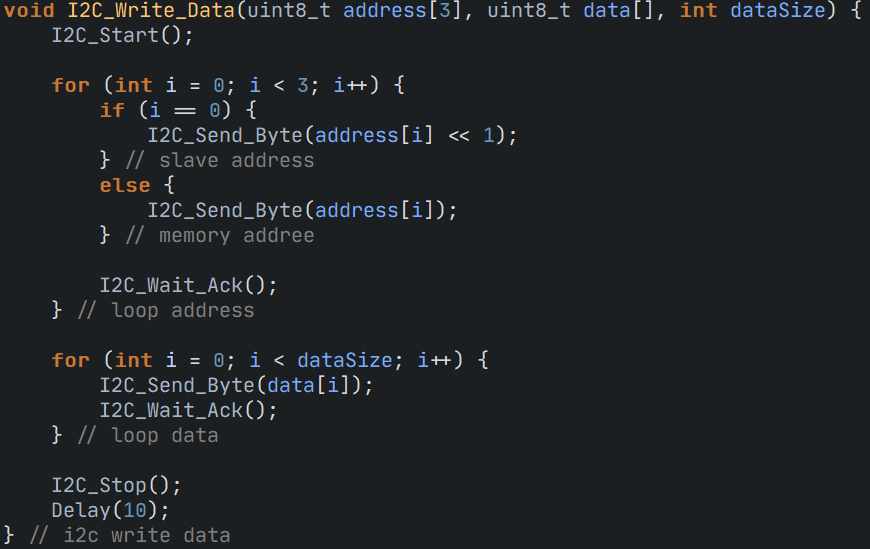 void I2C_Write_Data(uint8_t address[3], uint8_t data[], int dataSize) {
    I2C_Start();

    for (int i = 0; i < 3; i++) {
        if (i == 0) {
            I2C_Send_Byte(address[i] << 1);
        } // slave address
        else {
            I2C_Send_Byte(address[i]);
        } // memory addree

        I2C_Wait_Ack();
    } // loop address

    for (int i = 0; i < dataSize; i++) {
        I2C_Send_Byte(data[i]);
        I2C_Wait_Ack();
    } // loop data

    I2C_Stop();
    Delay(10);
} // i2c write data